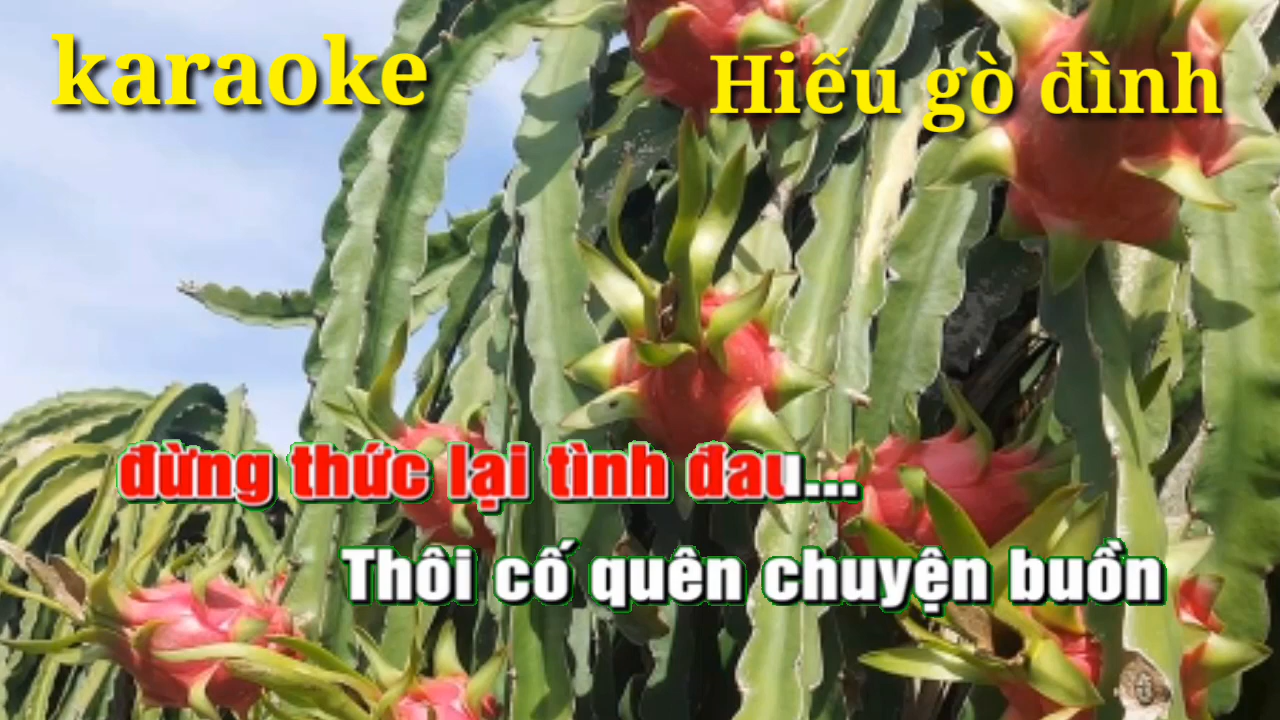 karaoke
Hiếu gò đình
đừng thức lại tình đau...
Thôi cố quên chuyện buồn